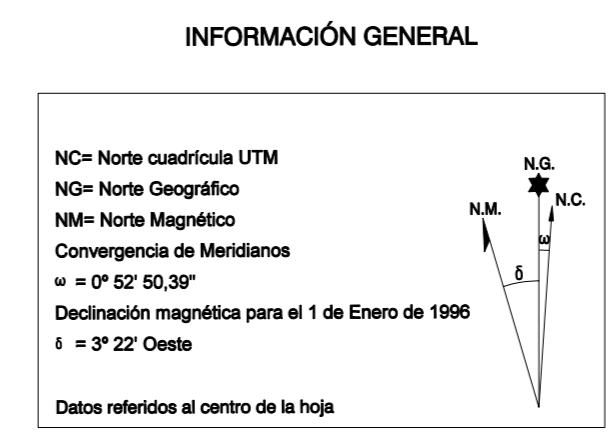 INFORMACIÓN GENERAL
NC= Norte cuadrícula UTM
NG= Norte Geográfico
NM= Norte Magnético
Convergencia de Meridianos
ω = 0º 52' 50,39"
Declinación magnética para el 1 de Enero de 1996
δ = 3º 22' Oeste
Datos referidos al centro de la hoja
N.G.
N.M.
N.C.
ω
δ